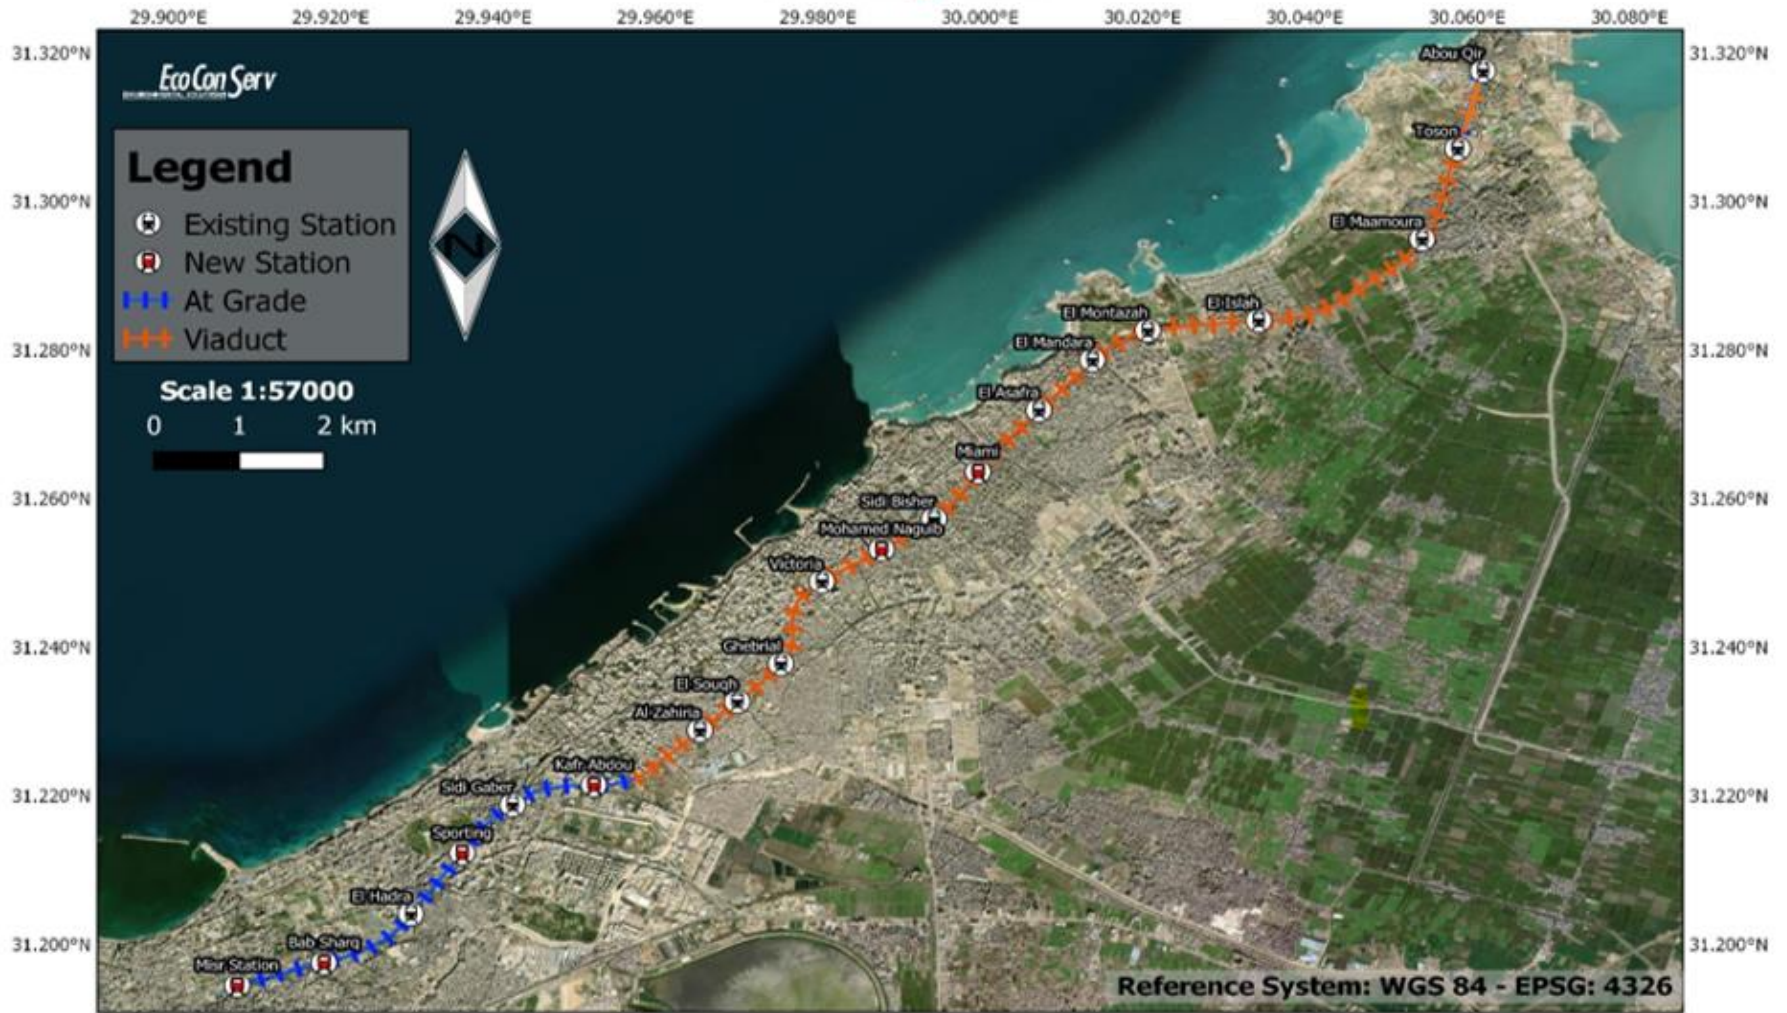 29.900°E 29.920°E 29.940°E 29.960°E 29.980°E 30.000°E 30.020°E 30.040°E 30.060°E 30.080°E
31.320°N
31.300°N
31.280°N
31.260°N
31.240°N
31.220°N
31.200°N
EcoConServ
Legend
Existing Station
New Station
At Grade
Viaduct
N
Scale 1:57000
0 1 2 km
Abou Qir
Toson
El Maamoura
El Islah
El Montazah
El Mandara
El Asafra
Miami
Sidi Bisher
Mohamed Naguib
Victoria
Ghebrial
El Souqh
Al-Zahiria
Kafr Abdou
Sidi Gaber
Sporting
El Hadra
Bab Sharq
Misr Station
31.320°N
31.300°N
31.280°N
31.260°N
31.240°N
31.220°N
31.200°N
Reference System: WGS 84 - EPSG: 4326